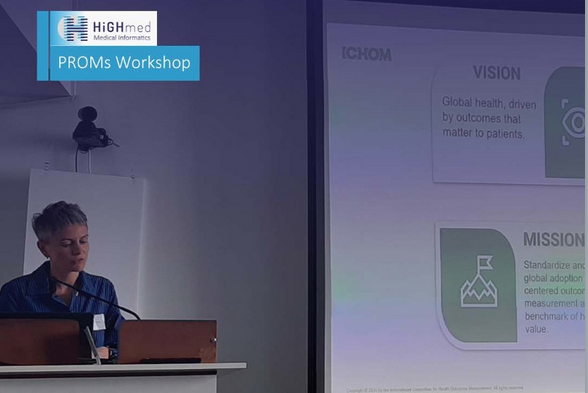 HiGHmed
Medical Informatics
PROMs Workshop
ICHOM
VISION
Global health, driven
by outcomes that
matter to patients.
MISSION
Standardize and
global adoption
centered outcor
measurement a
benchmark of h
value.